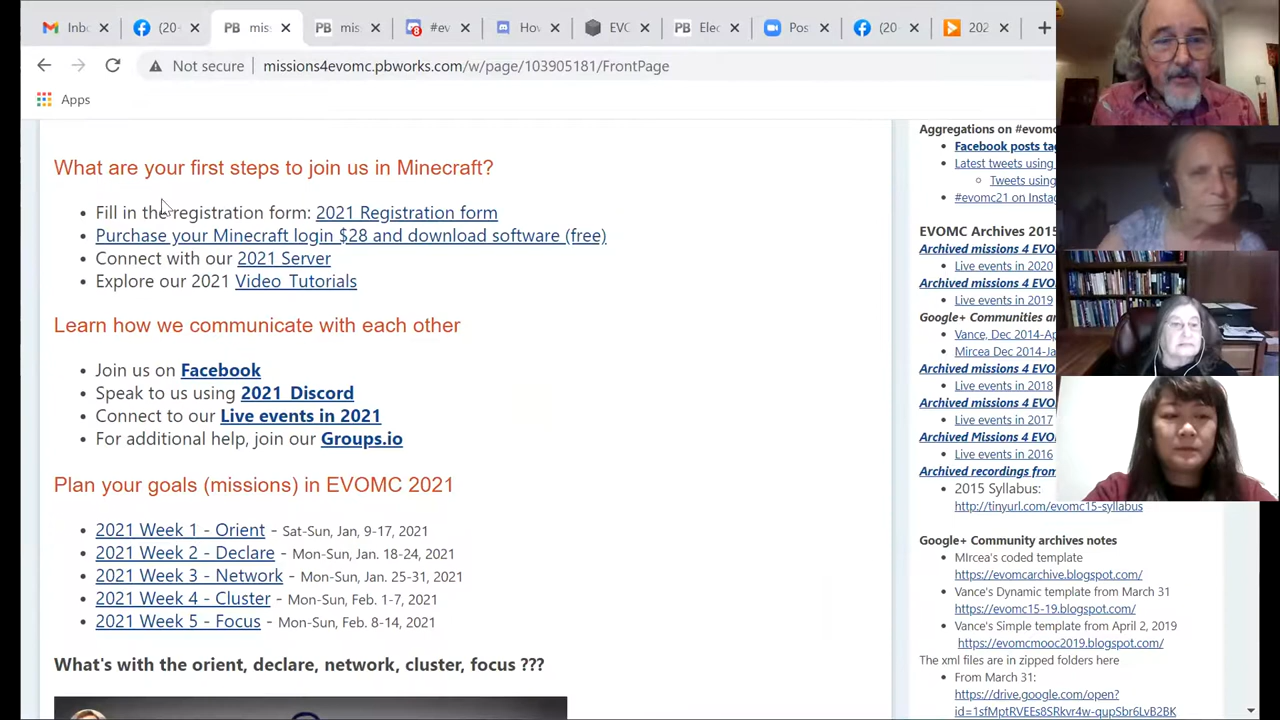 Inbo
(20
PB miss
PB mis
#ev
Hov
EVC
PB Elec
Pos
(20
202
Not secure
missions4evomc.pbworks.com/w/page/103905181/FrontPage
Apps
What are your first steps to join us in Minecraft?
Fill in the registration form: 2021 Registration form
Purchase your Minecraft login $28 and download software (free)
Connect with our 2021 Server
Explore our 2021 Video Tutorials
Learn how we communicate with each other
Join us on Facebook
Speak to us using 2021 Discord
Connect to our Live events in 2021
For additional help, join our Groups.io
Plan your goals (missions) in EVOMC 2021
2021 Week 1 - Orient - Sat-Sun, Jan, 9-17, 2021
2021 Week 2 - Declare - Mon-Sun, Jan. 18-24, 2021
2021 Week 3 - Network - Mon-Sun, Jan. 25-31, 2021
2021 Week 4 - Cluster - Mon-Sun, Feb. 1-7, 2021
2021 Week 5 - Focus - Mon-Sun, Feb. 8-14, 2021
What's with the orient, declare, network, cluster, focus ???
Aggregations on #evomc
Facebook posts tag
Latest tweets using
Tweets using
#evomc21 on Instag
EVOMC Archives 2015
Archived missions 4 EVO
Live events in 2020
Archived missions 4 EVO
Live events in 2019
Google+ Communities an
Vance, Dec 2014-Ap
Mircea Dec 2014-Ja
Archived missions 4 EVO
Live events in 2018
Archived missions 4 EVO
Live events in 2017
Archived Missions 4 EVO
Live events in 2016
Archived recordings from
2015 Syllabus:
http://tinyurl.com/evomc15-syllabus
Google+ Community archives notes
MIrcea's coded template
https://evomcarchive.blogspot.com/
Vance's Dynamic template from March 31
https://evomc15-19.blogspot.com/
Vance's Simple template from April 2, 2019
https://evomcmooc2019.blogspot.com/
The xml files are in zipped folders here
From March 31:
https://drive.google.com/open?